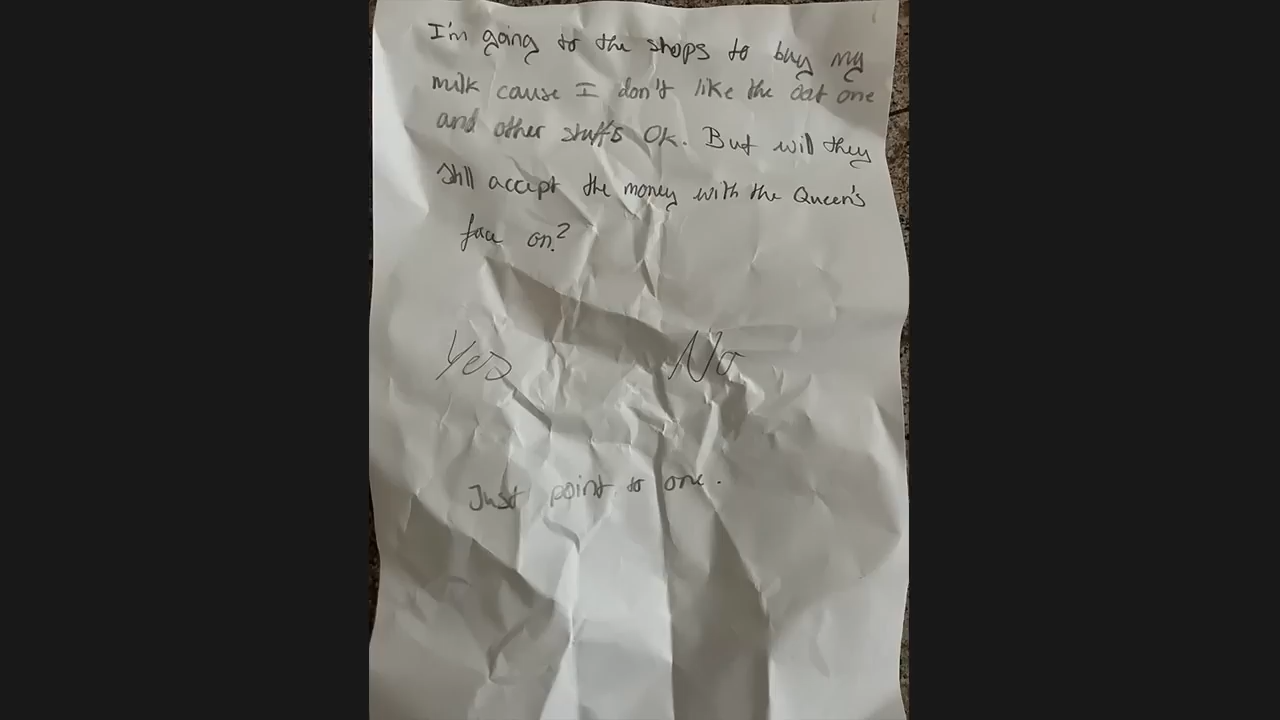 I'm going to the shops to buy my
milk cause I don't like the oat one
and other stuffs Ok. But will they
still accept the money with the Queen's
face on?
Yes No
Just point to one.